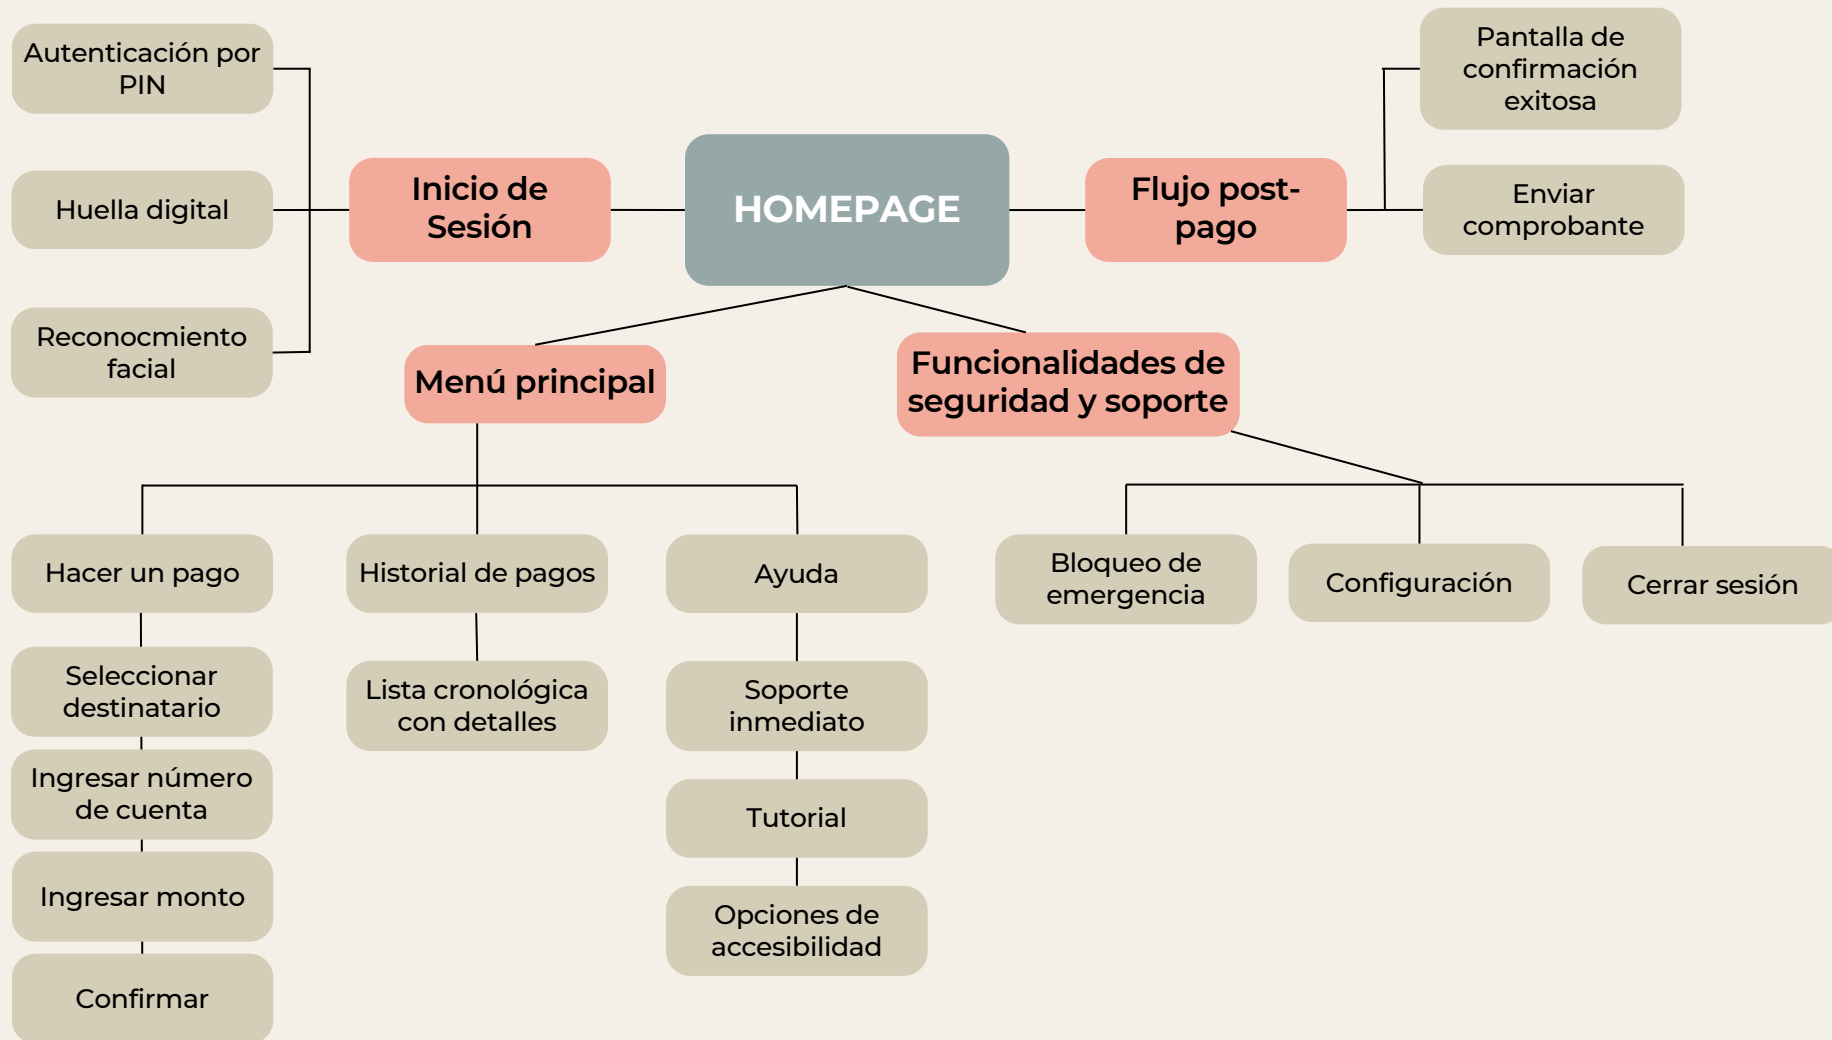 Autenticación por
PIN
Huella digital
Reconocmiento
facial
Inicio de
Sesión
HOMEPAGE
Flujo post-
pago
Pantalla de
confirmación
exitosa
Enviar
comprobante
Menú principal
Funcionalidades de
seguridad y soporte
Hacer un pago
Seleccionar
destinatario
Ingresar número
de cuenta
Ingresar monto
Confirmar
Historial de pagos
Lista cronológica
con detalles
Ayuda
Soporte
inmediato
Tutorial
Opciones de
accesibilidad
Bloqueo de
emergencia
Configuración
Cerrar sesión